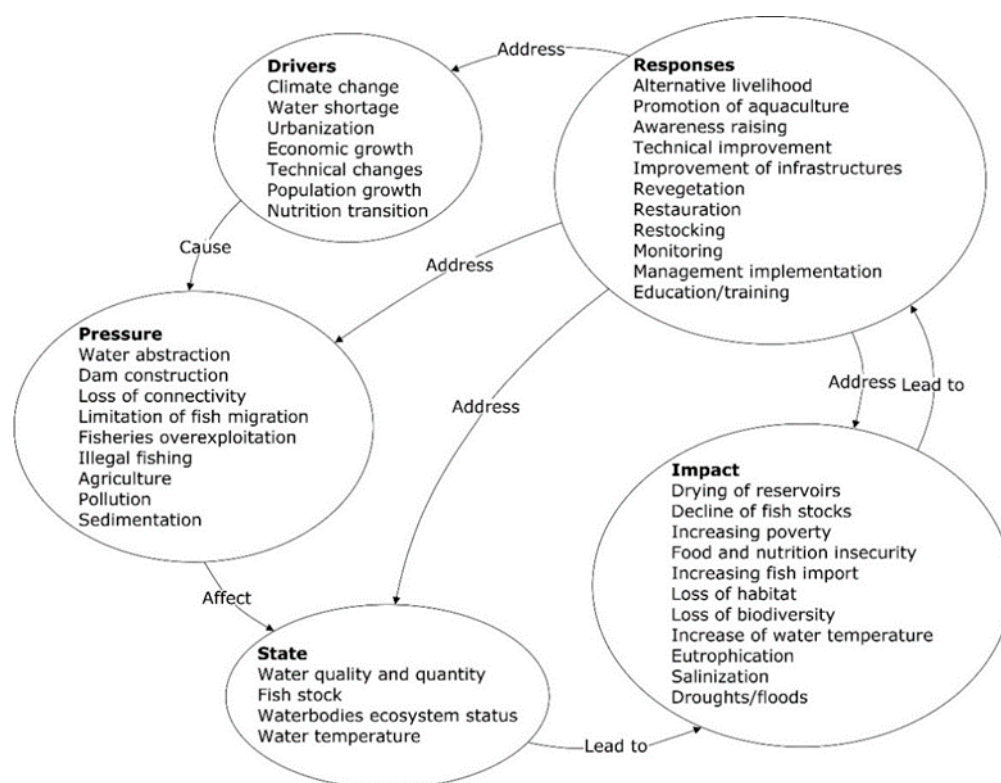 Drivers
Climate change
Water shortage
Urbanization
Economic growth
Technical changes
Population growth
Nutrition transition
Address
Responses
Alternative livelihood
Promotion of aquaculture
Awareness raising
Technical improvement
Improvement of infrastructures
Revegetation
Restauration
Restocking
Monitoring
Management implementation
Education/training
Cause
Address
Pressure
Water abstraction
Dam construction
Loss of connectivity
Limitation of fish migration
Fisheries overexploitation
Illegal fishing
Agriculture
Pollution
Sedimentation
Address
Address
Lead to
Impact
Drying of reservoirs
Decline of fish stocks
Increasing poverty
Food and nutrition insecurity
Increasing fish import
Loss of habitat
Loss of biodiversity
Increase of water temperature
Eutrophication
Salinization
Droughts/floods
Affect
State
Water quality and quantity
Fish stock
Waterbodies ecosystem status
Water temperature
Lead to